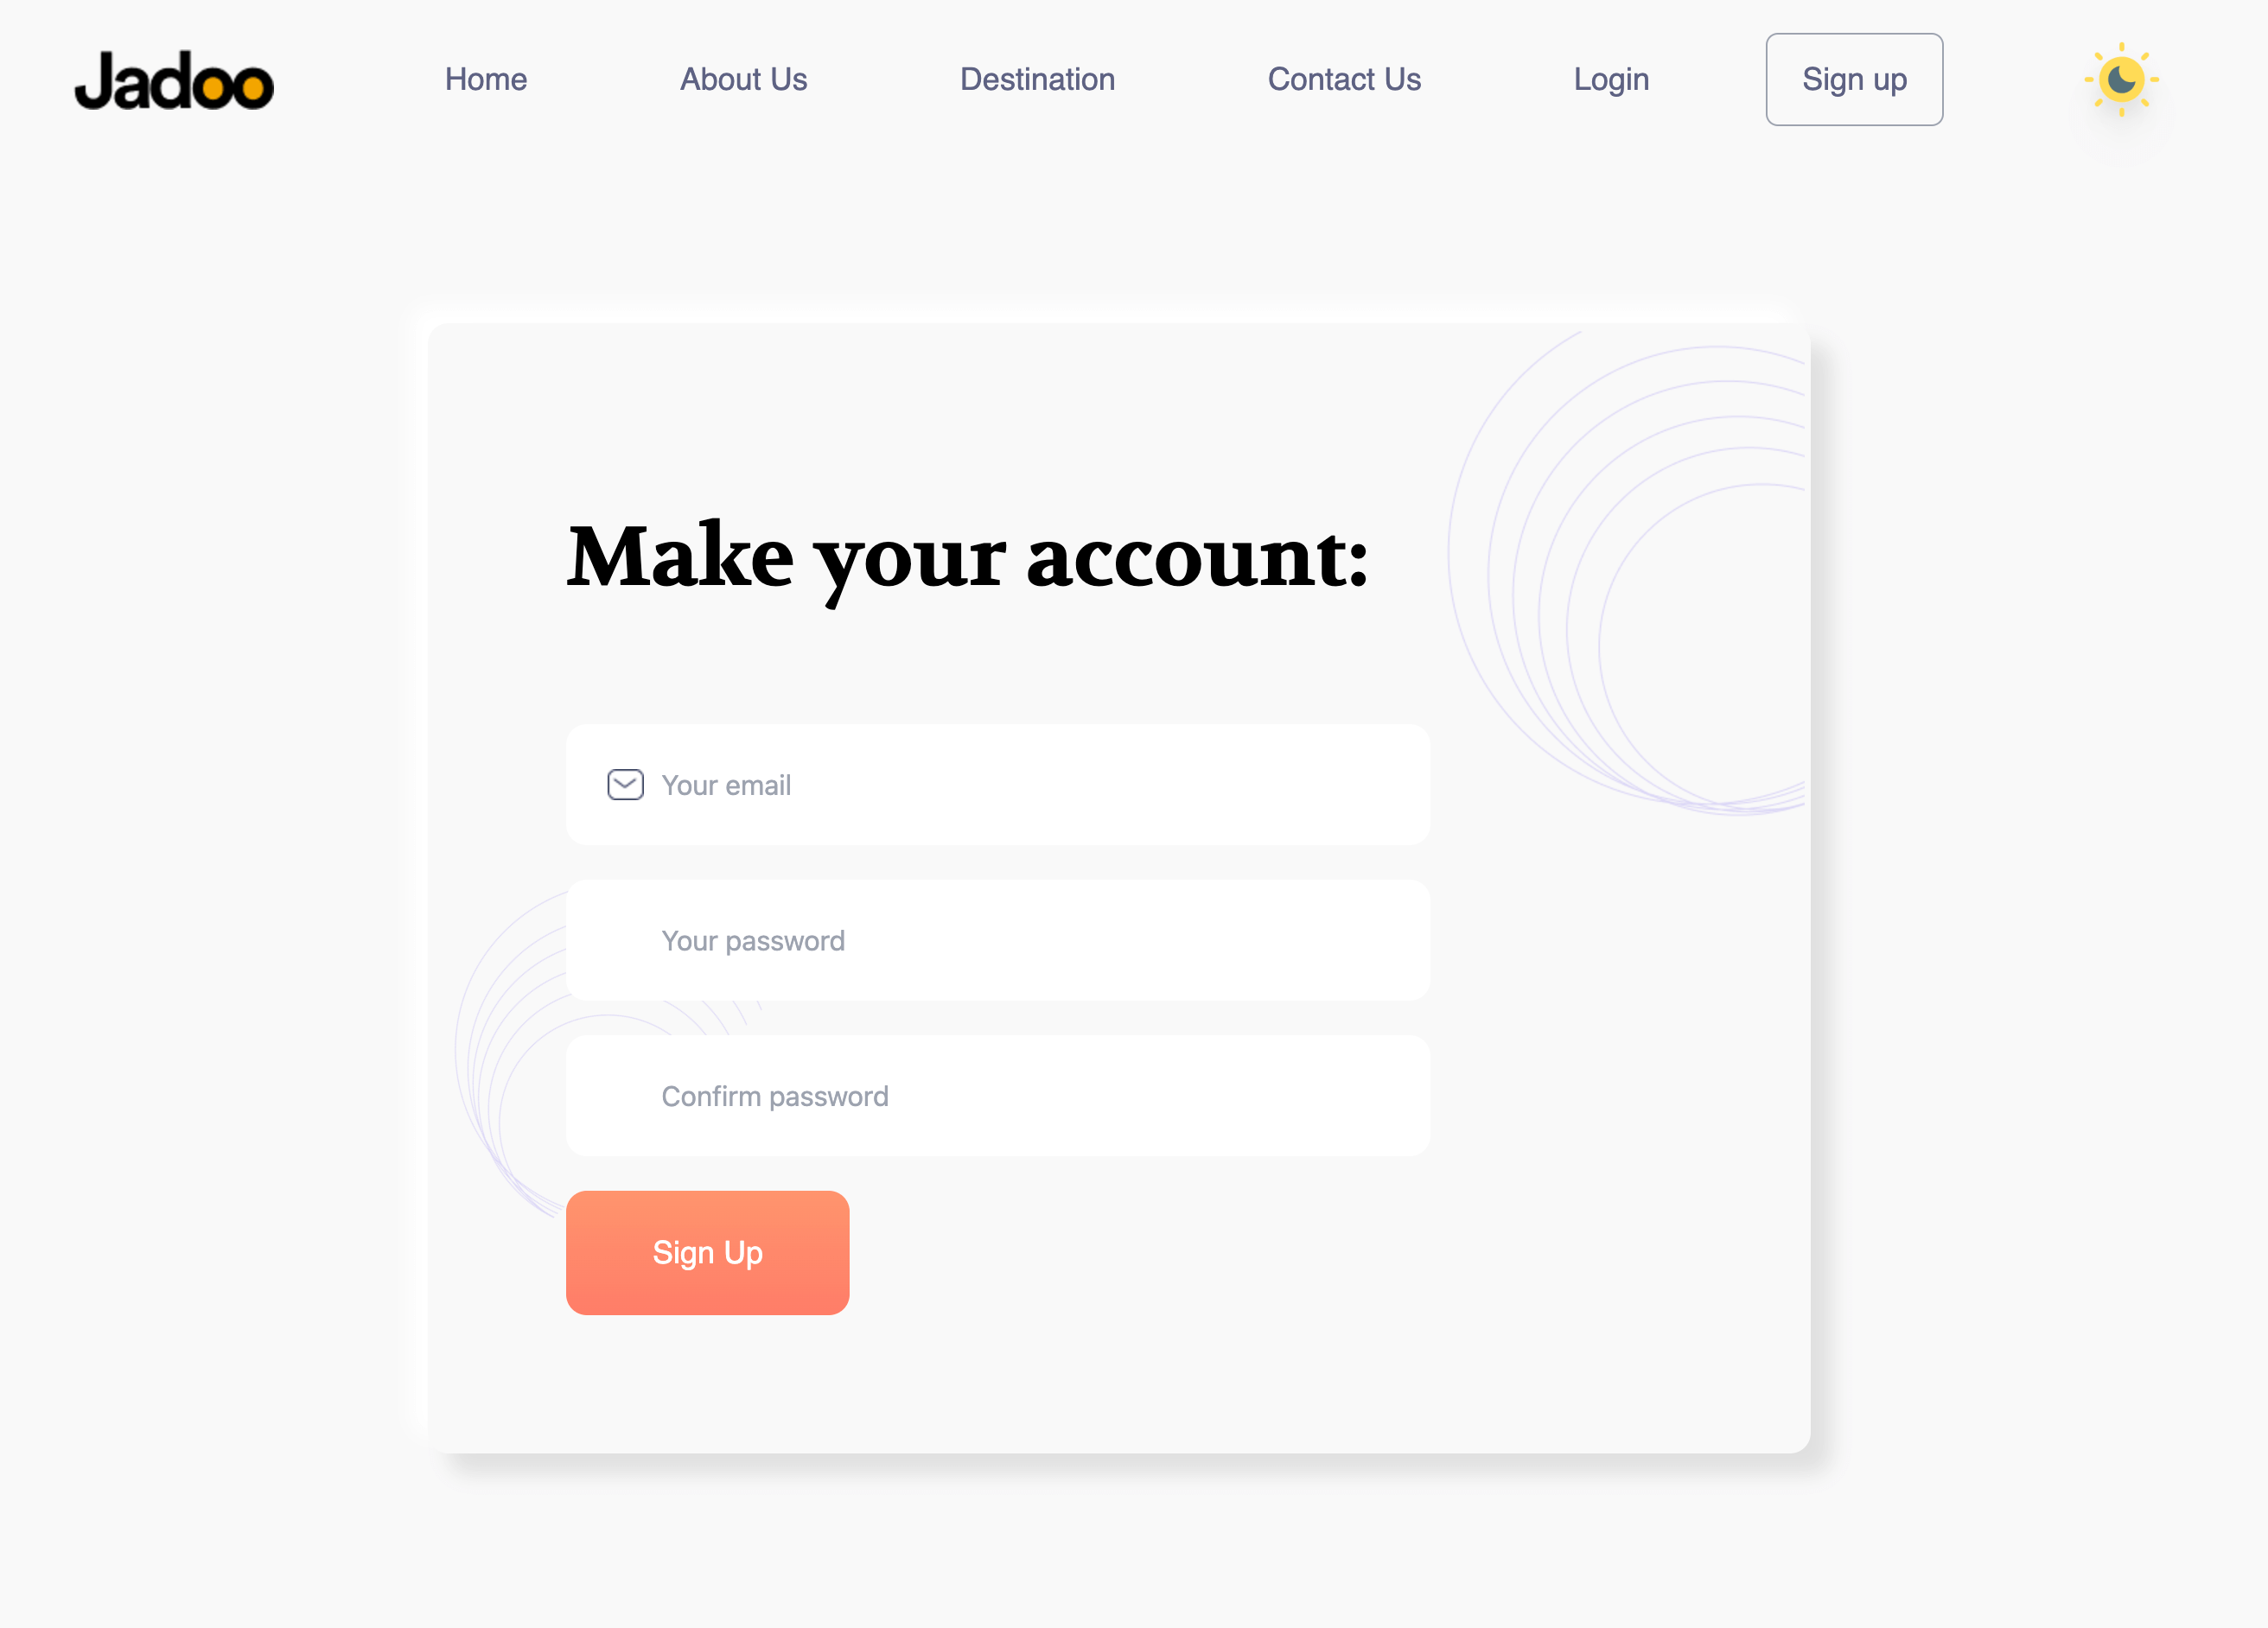 Jadoo
Home About Us Destination Contact Us Login Sign up
Make your account:
Your email
Your password
Confirm password
Sign Up